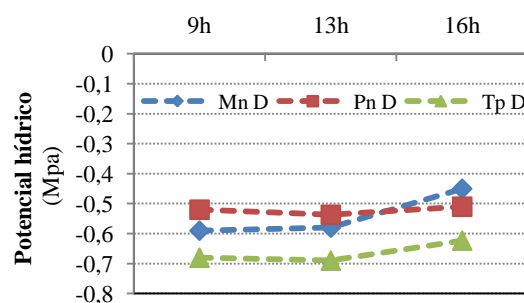 9h 13h 16h
0
-0,1
-0,2
Mn D Pn D Tp D
-0,3
-0,4
-0,5
-0,6
-0,7
-0,8
Potencial hídrico
(Mpa)